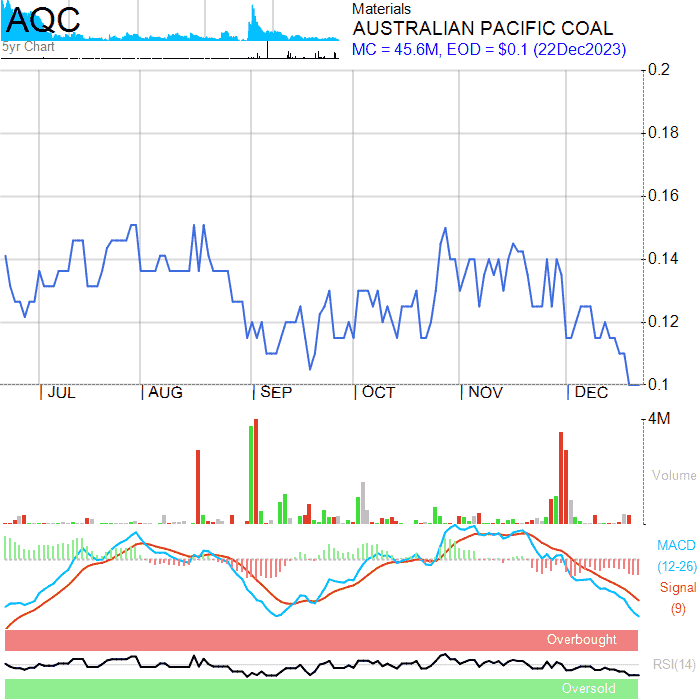 AQC
5yr Chart
Materials
AUSTRALIAN PACIFIC COAL
MC = 45.6M, EOD = $0.1 (22Dec2023)
0.2
0.18
0.16
0.14
0.12
0.1
JUL AUG SEP OCT NOV DEC
4M
Volume
MACD
(12-26)
Signal
(9)
Overbought
RSI(14)
Oversold